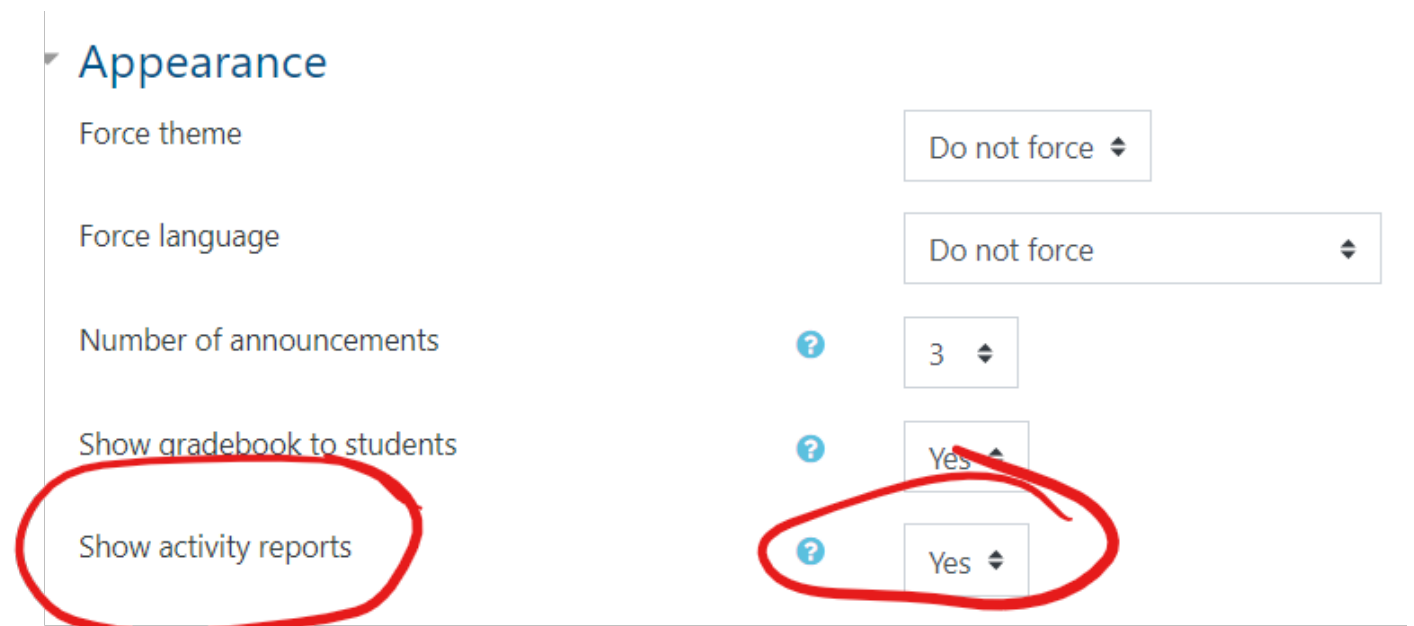 Appearance
Force theme
Do not force
Force language
Do not force
Number of announcements
?
3
Show gradebook to students
?
Yes
Show activity reports
?
Yes